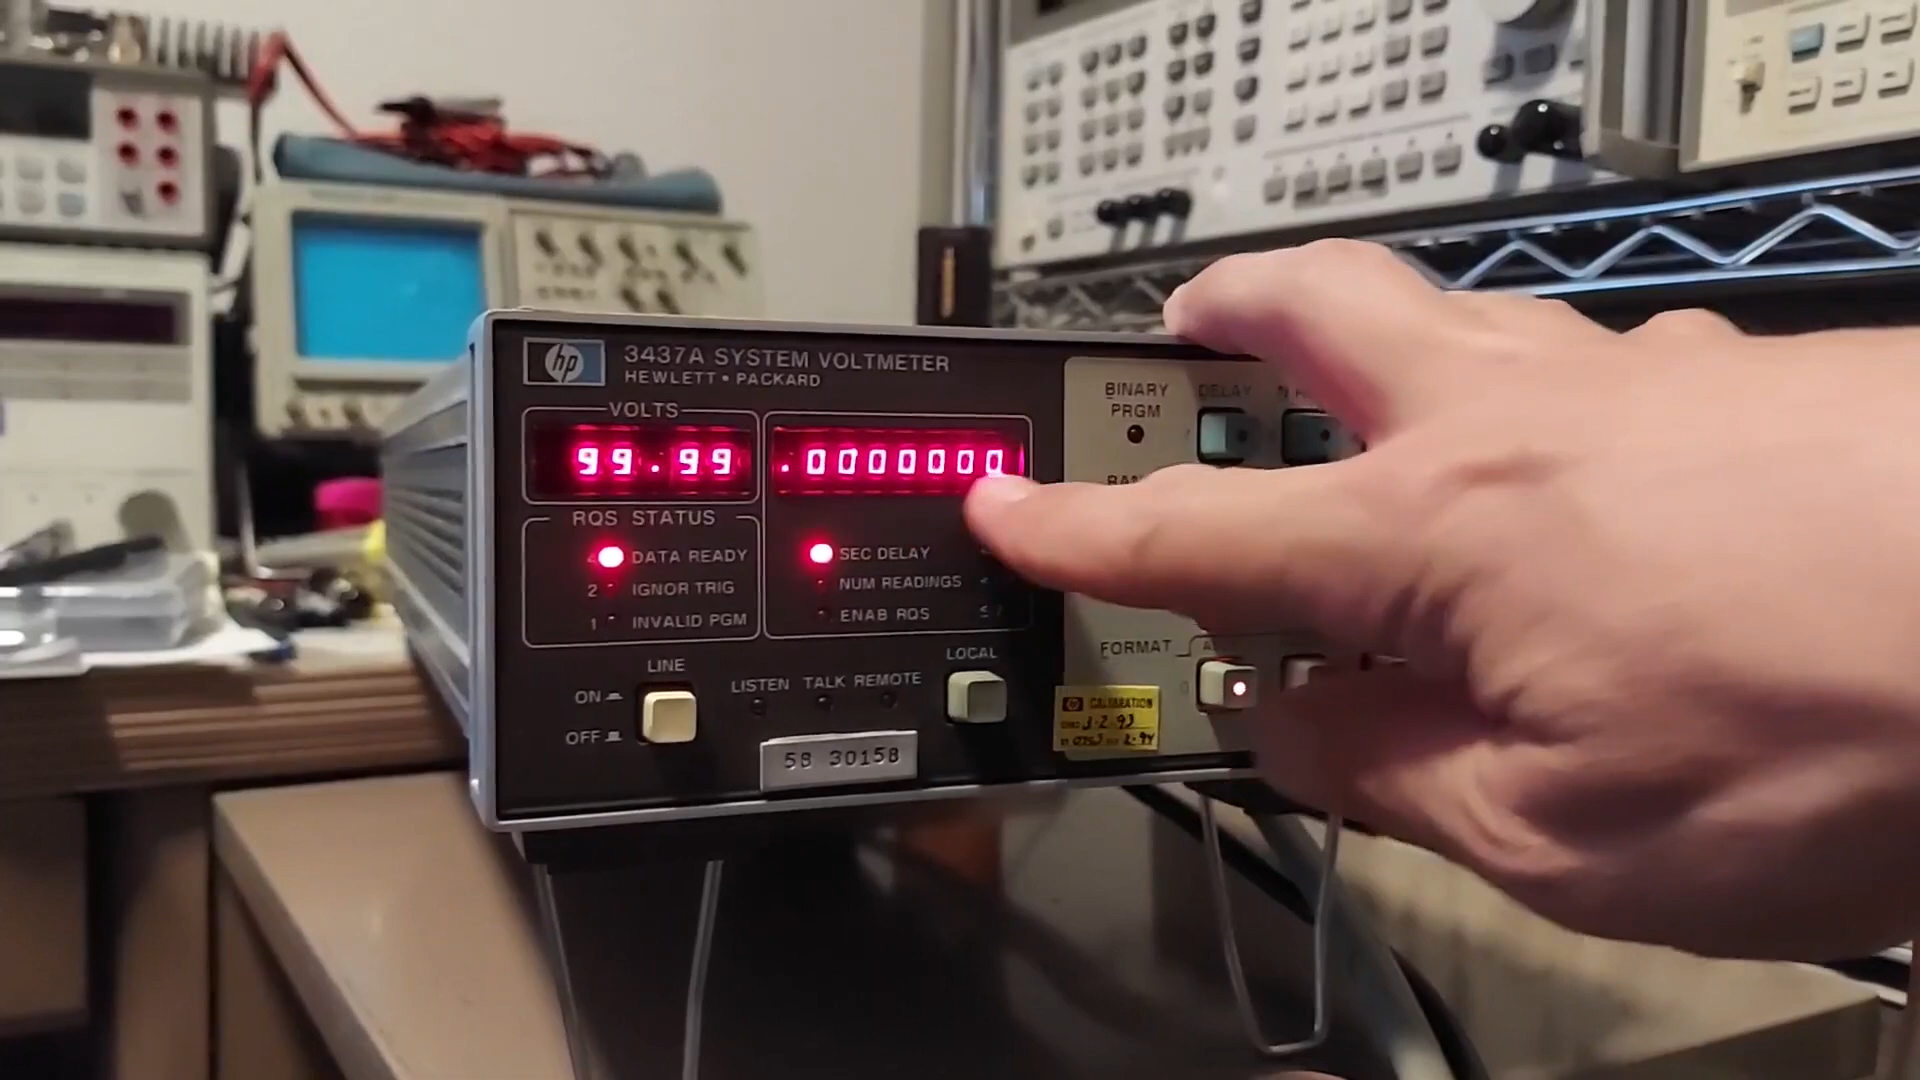 hp
3437A SYSTEM VOLTMETER
HEWLETT • PACKARD
VOLTS
99.99
.0000000
RQS STATUS
4 DATA READY
2 IGNOR TRIG
1 INVALID PGM
SEC DELAY
NUM READINGS
ENAB RQS
LINE
ON
OFF
LISTEN TALK REMOTE
LOCAL
58 30158
BINARY
PRGM
DELAY
FORMAT
hp CALIBRATION